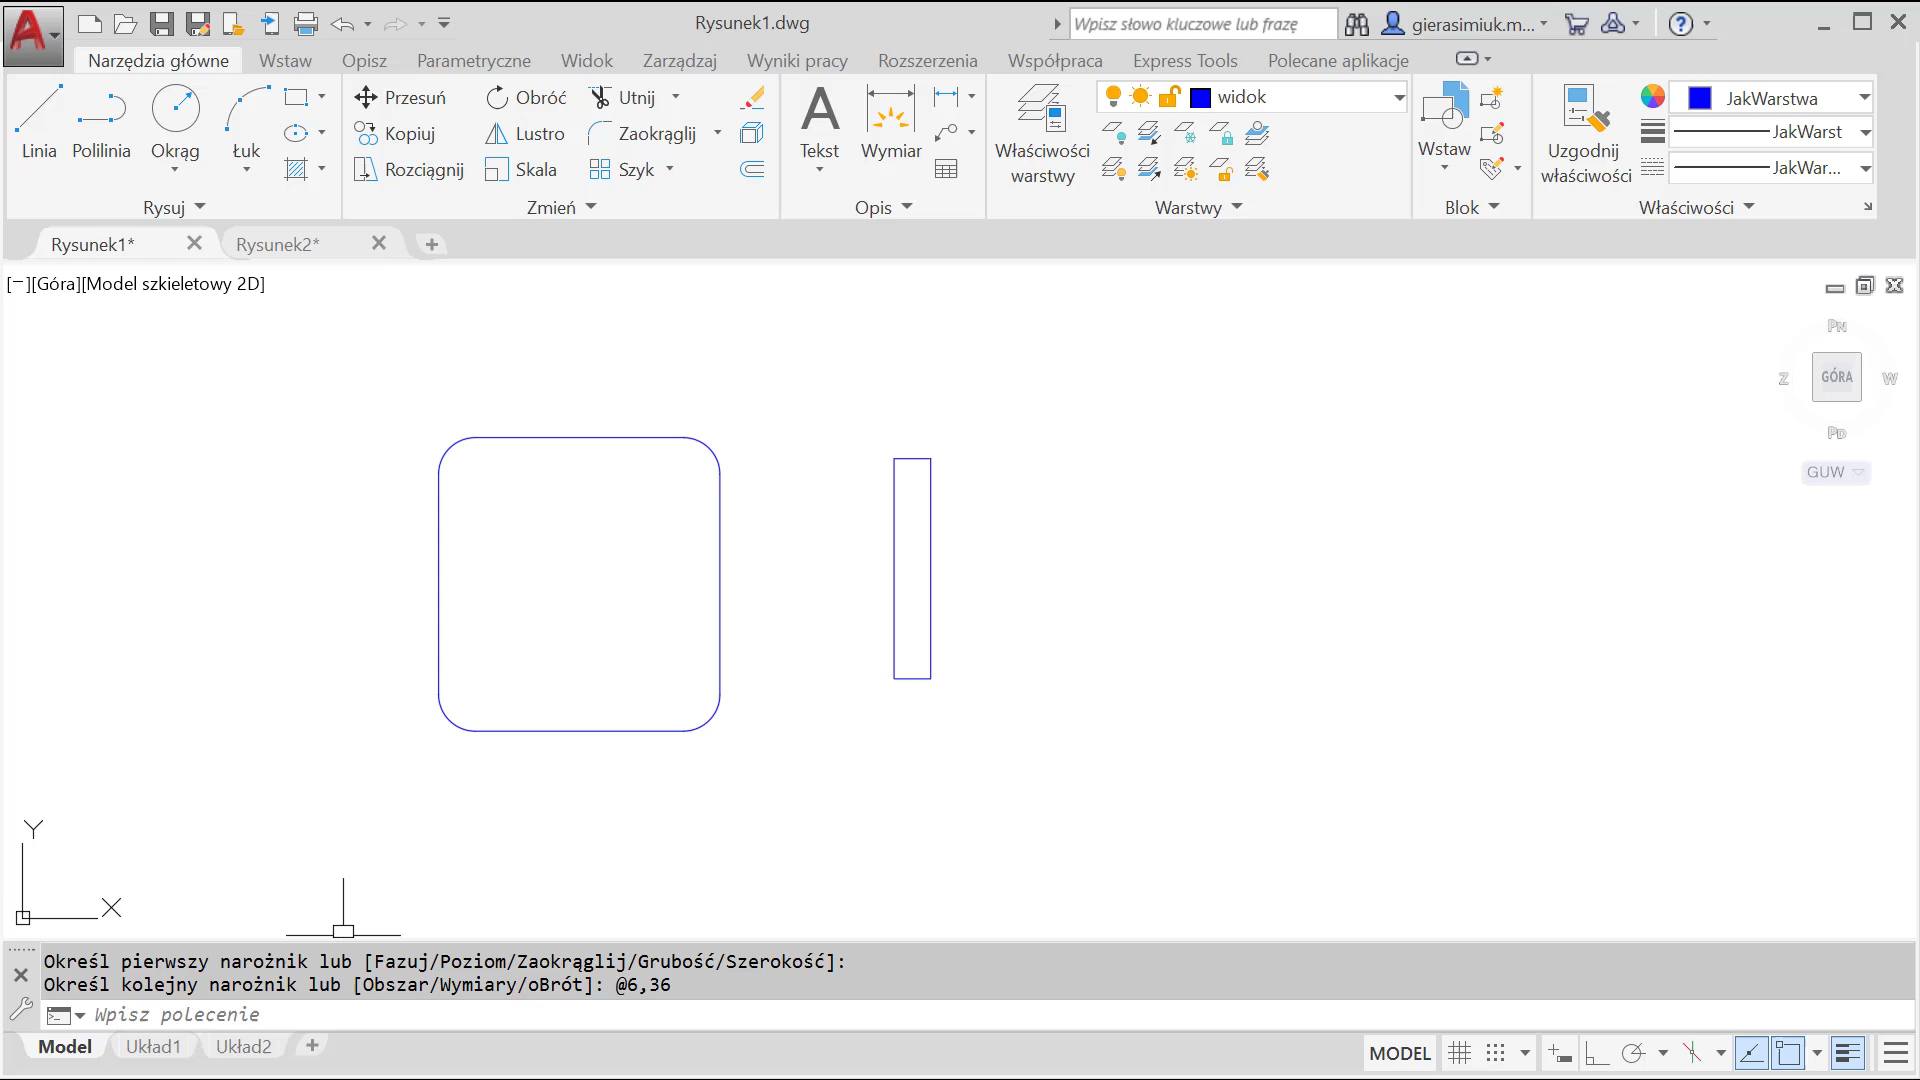 Rysunek1.dwg
Wpisz słowo kluczowe lub frazę
gierasimiuk.m...
Narzędzia główne Wstaw Opisz Parametryczne Widok Zarządzaj Wyniki pracy Rozszerzenia Współpraca Express Tools Polecane aplikacje
Linia Polilinia Okrąg Łuk
Rysuj
Przesuń Obróć Utnij
Kopiuj Lustro Zaokrąglij
Rozciągnij Skala Szyk
Zmień
Tekst Wymiar
Opis
Właściwości
warstwy
widok
Warstwy
Wstaw
Blok
Uzgodnij
właściwości
JakWarstwa
JakWarst
JakWar...
Właściwości
Rysunek1* Rysunek2*
[−][Góra][Model szkieletowy 2D]
PN
Z GÓRA W
PD
GUW
Y
X
Określ pierwszy narożnik lub [Fazuj/Poziom/Zaokrąglij/Grubość/Szerokość]:
Określ kolejny narożnik lub [Obszar/Wymiary/oBrót]: @6,36
Wpisz polecenie
Model Układ1 Układ2 +
MODEL